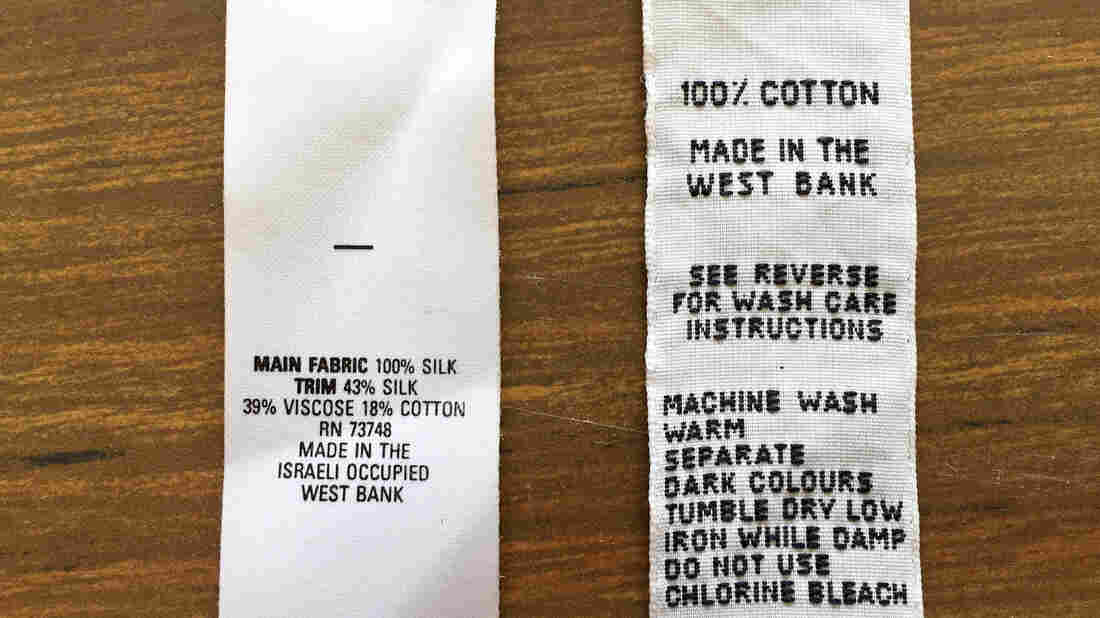 MAIN FABRIC 100% SILK
TRIM 43% SILK
39% VISCOSE 18% COTTON
RN 73748
MADE IN THE
ISRAELI OCCUPIED
WEST BANK
100% COTTON
MADE IN THE
WEST BANK
SEE REVERSE
FOR WASH CARE
INSTRUCTIONS
MACHINE WASH
WARM
SEPARATE
DARK COLOURS
TUMBLE DRY LOW
IRON WHILE DAMP
DO NOT USE
CHLORINE BLEACH